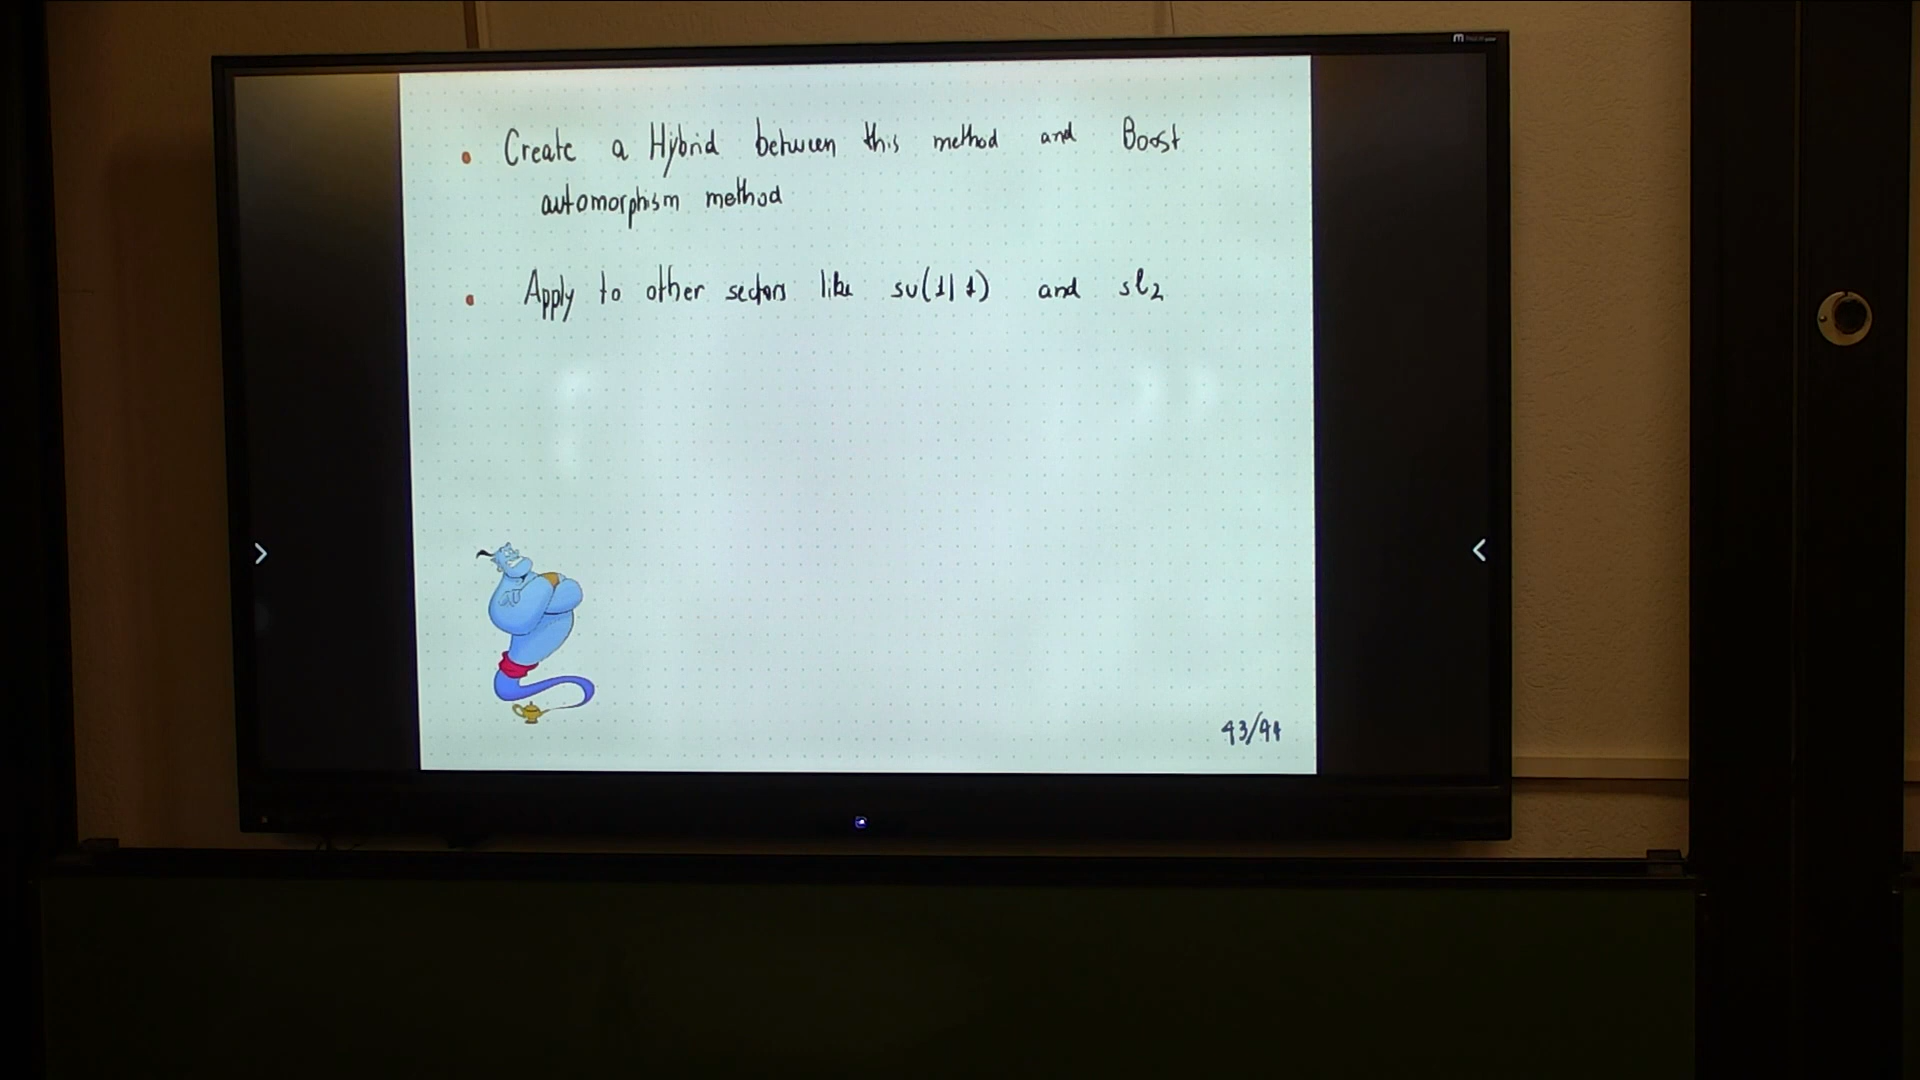 • Create a Hybrid between this method and Boost
automorphism method
• Apply to other sectors like su(1|1) and sl₂
43/44